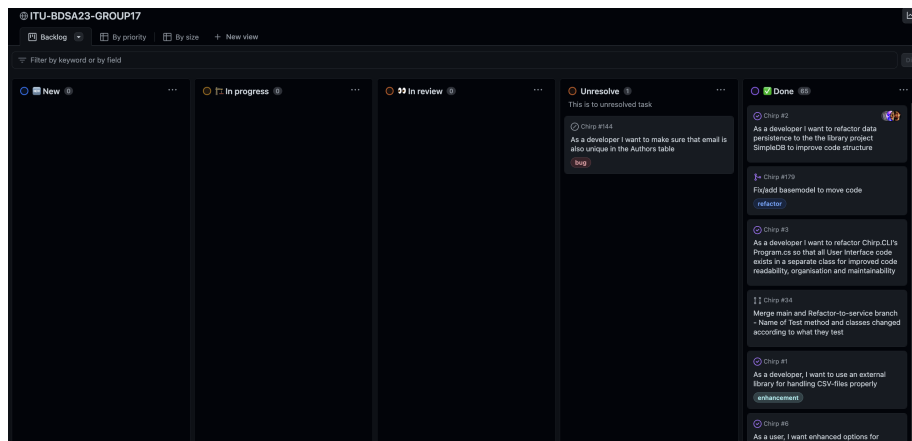 ITU-BDSA23-GROUP17
Backlog
By priority
By size
+ New view
Filter by keyword or by field
New 0
In progress 0
In review 0
Unresolve 1
This is to unresolved task
Chirp #144
As a developer I want to make sure that email is
also unique in the Authors table
bug
Done 65
Chirp #2
As a developer I want to refactor data
persistence to the the library project
SimpleDB to improve code structure
Chirp #179
Fix/add basemodel to move code
refactor
Chirp #3
As a developer I want to refactor Chirp.CLI's
Program.cs so that all User Interface code
exists in a separate class for improved code
readability, organisation and maintainability
Chirp #34
Merge main and Refactor-to-service branch
- Name of Test method and classes changed
according to what they test
Chirp #1
As a developer, I want to use an external
library for handling CSV-files properly
enhancement
Chirp #6
As a user, I want enhanced options for